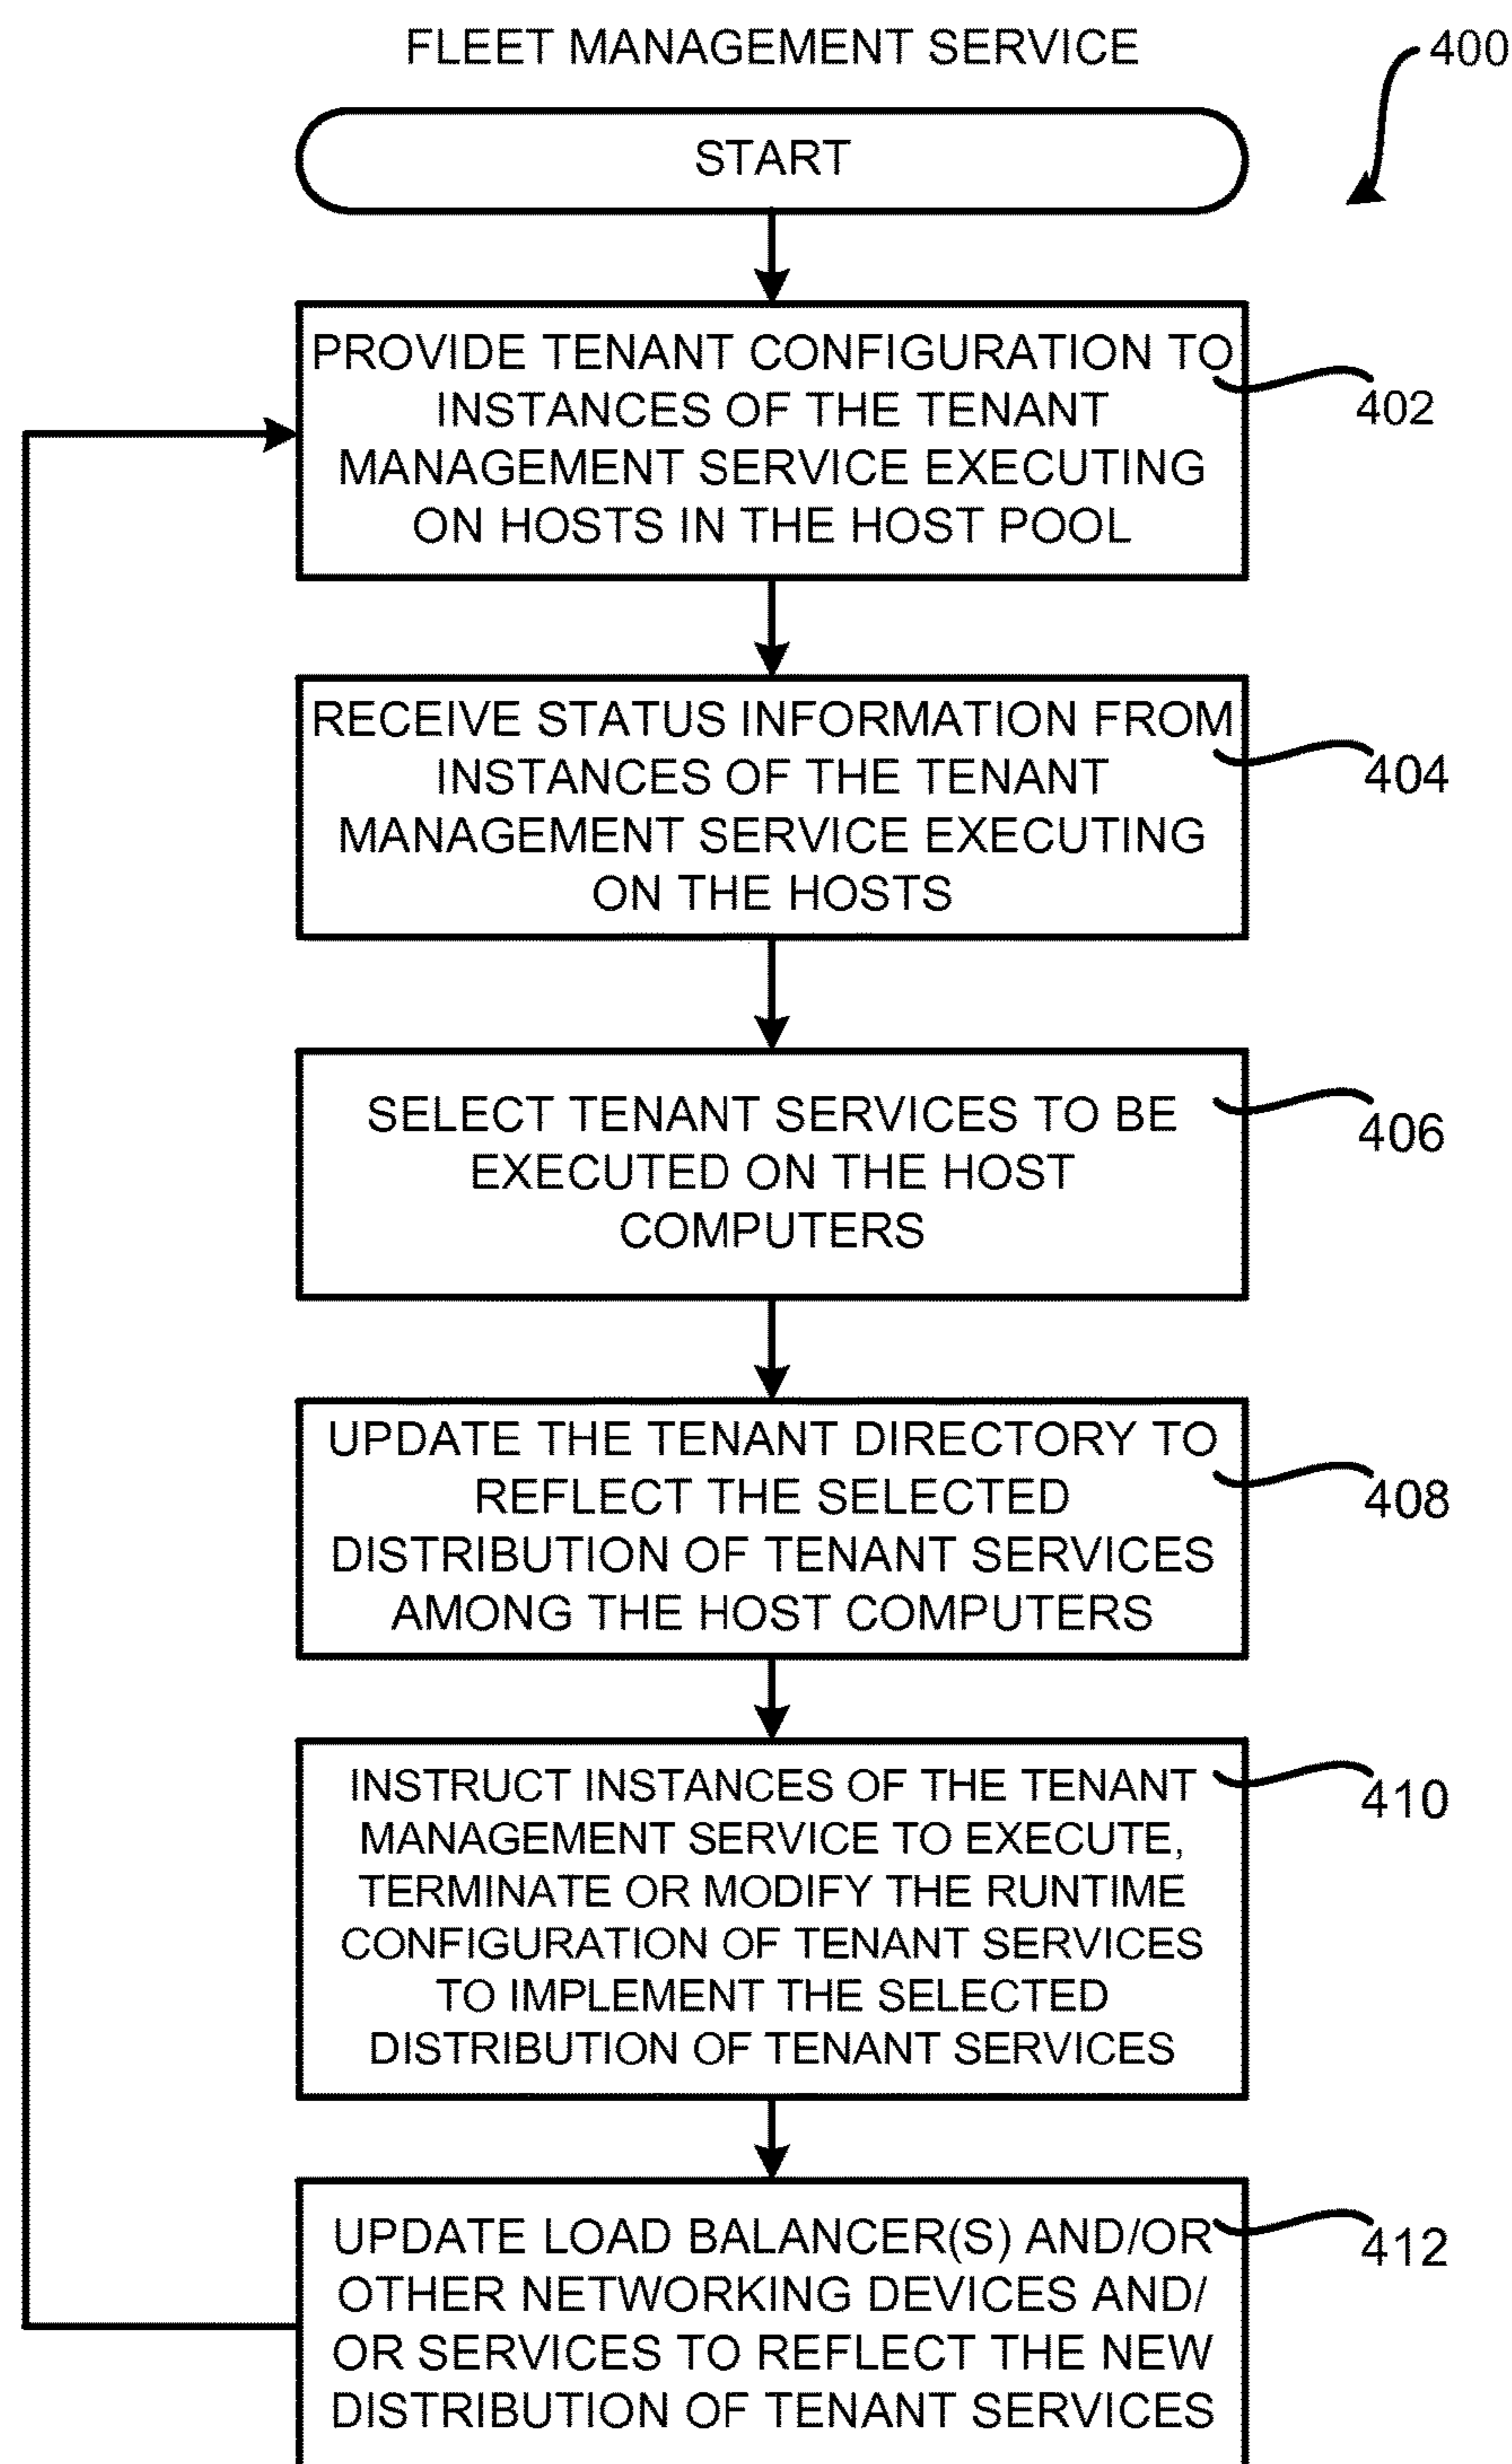 FLEET MANAGEMENT SERVICE
400
START
PROVIDE TENANT CONFIGURATION TO
INSTANCES OF THE TENANT
MANAGEMENT SERVICE EXECUTING
ON HOSTS IN THE HOST POOL
402
RECEIVE STATUS INFORMATION FROM
INSTANCES OF THE TENANT
MANAGEMENT SERVICE EXECUTING
ON THE HOSTS
404
SELECT TENANT SERVICES TO BE
EXECUTED ON THE HOST
COMPUTERS
406
UPDATE THE TENANT DIRECTORY TO
REFLECT THE SELECTED
DISTRIBUTION OF TENANT SERVICES
AMONG THE HOST COMPUTERS
408
INSTRUCT INSTANCES OF THE TENANT
MANAGEMENT SERVICE TO EXECUTE,
TERMINATE OR MODIFY THE RUNTIME
CONFIGURATION OF TENANT SERVICES
TO IMPLEMENT THE SELECTED
DISTRIBUTION OF TENANT SERVICES
410
UPDATE LOAD BALANCER(S) AND/OR
OTHER NETWORKING DEVICES AND/
OR SERVICES TO REFLECT THE NEW
DISTRIBUTION OF TENANT SERVICES
412